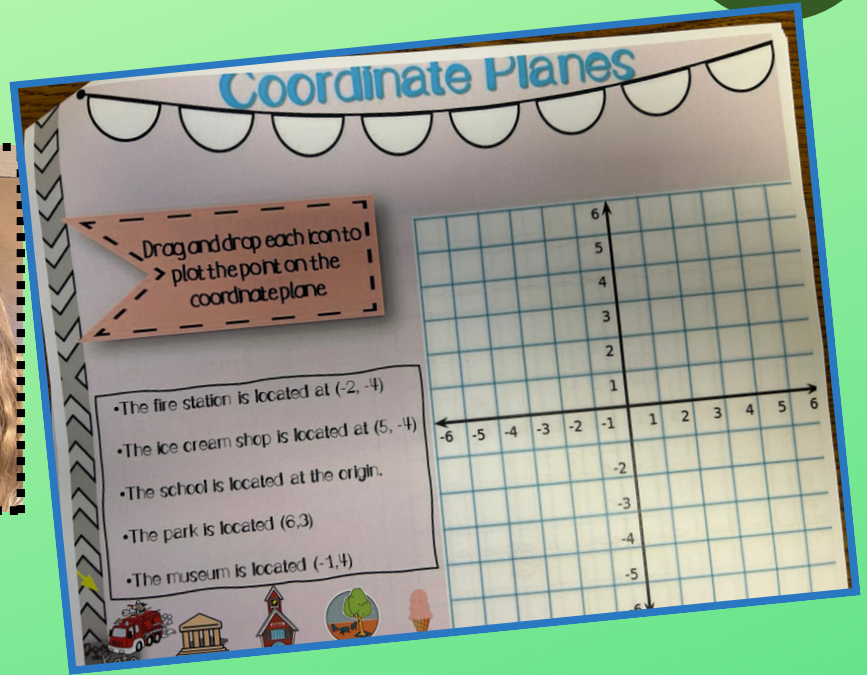 Coordinate Planes
Drag and drop each icon to
plot the point on the
coordinate plane
•The fire station is located at (-2, -4)
•The ice cream shop is located at (5, -4)
•The school is located at the origin.
•The park is located (6,3)
•The museum is located (-1,4)
6
5
4
3
2
1
-6 -5 -4 -3 -2 -1 1 2 3 4 5 6
-2
-3
-4
-5
6